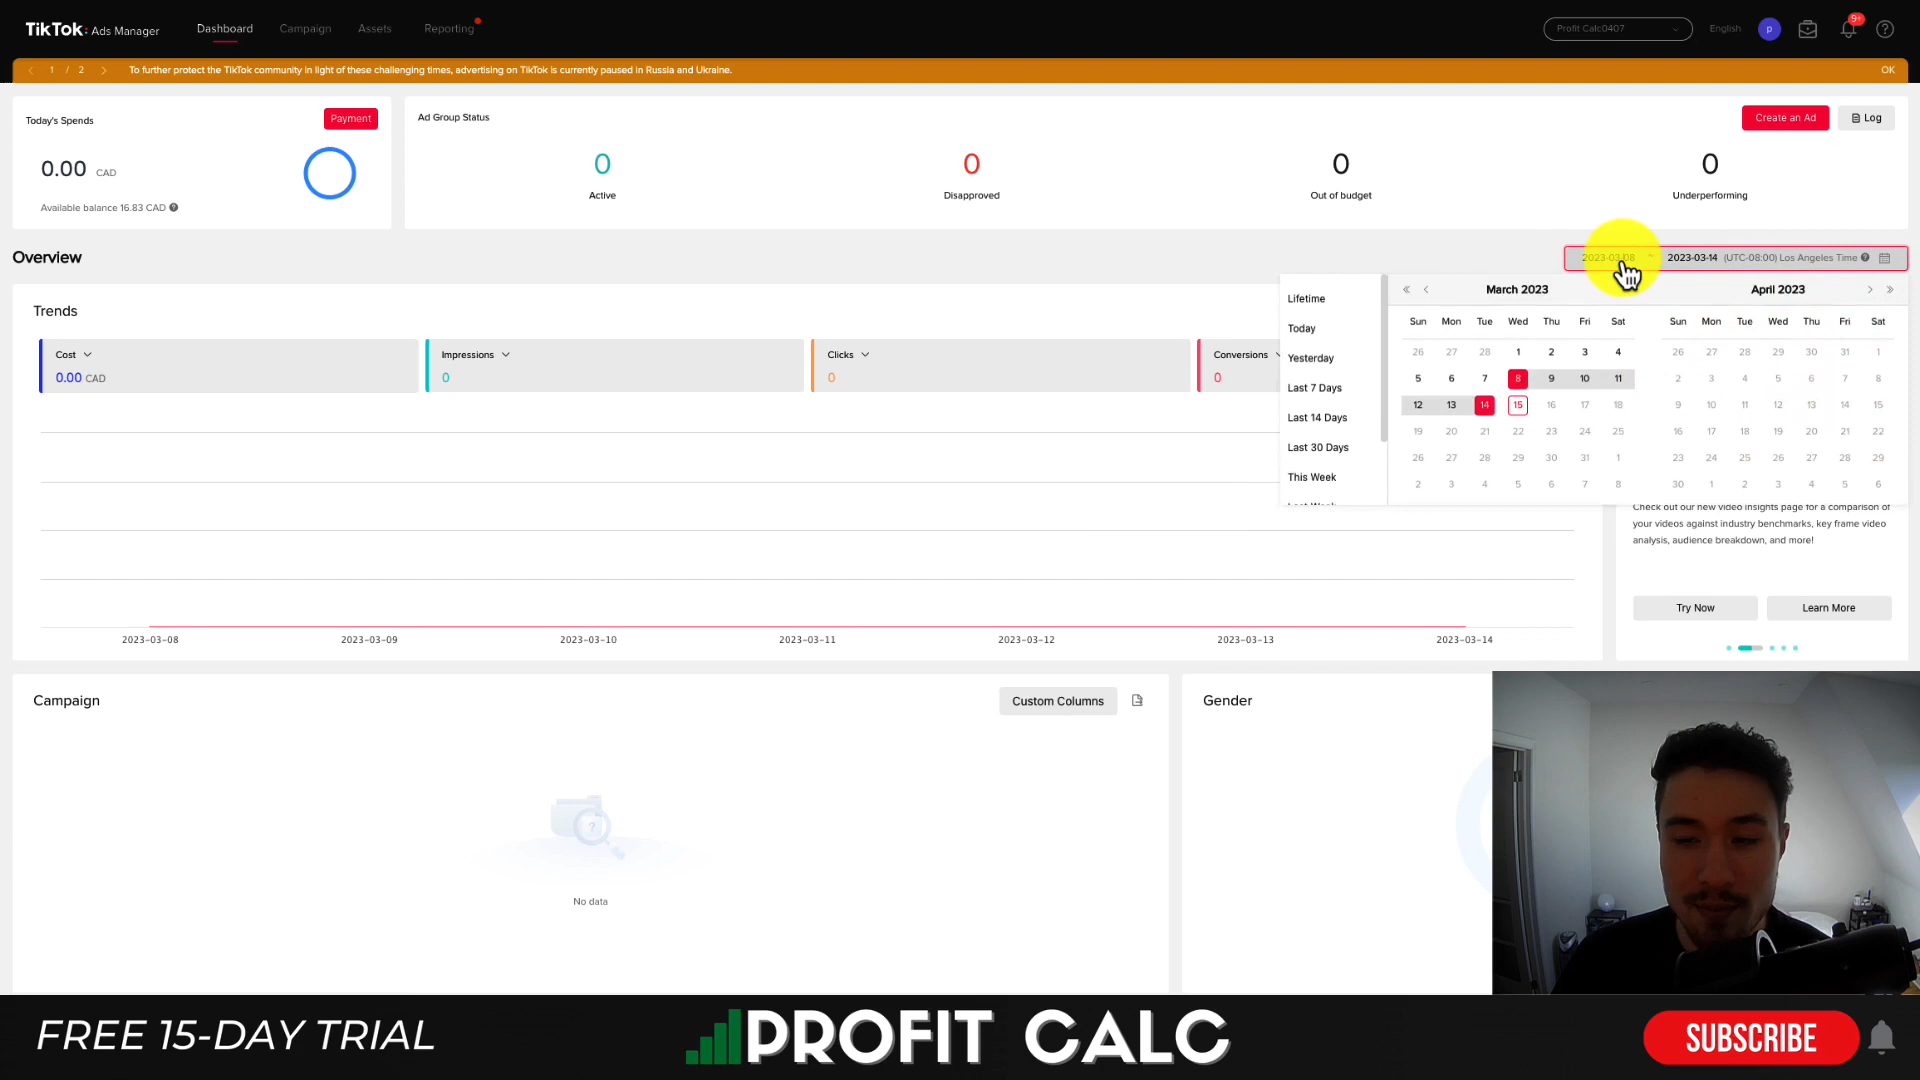 TikTok: Ads Manager
Dashboard
Campaign
Assets
Reporting
Profit Calc0407
English
P
9+
1 / 2
To further protect the TikTok community in light of these challenging times, advertising on TikTok is currently paused in Russia and Ukraine.
OK
Today's Spends
Payment
0.00 CAD
Available balance 16.83 CAD
Ad Group Status
Create an Ad
Log
0
Active
0
Disapproved
0
Out of budget
0
Underperforming
Overview
2023-03-08 ~ 2023-03-14 (UTC-08:00) Los Angeles Time
Trends
Cost
0.00 CAD
Impressions
0
Clicks
0
Conversions
0
Lifetime
Today
Yesterday
Last 7 Days
Last 14 Days
Last 30 Days
This Week
March 2023
Sun Mon Tue Wed Thu Fri Sat
26 27 28 1 2 3 4
5 6 7 8 9 10 11
12 13 14 15 16 17 18
19 20 21 22 23 24 25
26 27 28 29 30 31 1
2 3 4 5 6 7 8
April 2023
Sun Mon Tue Wed Thu Fri Sat
26 27 28 29 30 31 1
2 3 4 5 6 7 8
9 10 11 12 13 14 15
16 17 18 19 20 21 22
23 24 25 26 27 28 29
30 1 2 3 4 5 6
Check out our new video insights page for a comparison of
your videos against industry benchmarks, key frame video
analysis, audience breakdown, and more!
Try Now
Learn More
2023-03-08
2023-03-09
2023-03-10
2023-03-11
2023-03-12
2023-03-13
2023-03-14
Campaign
Custom Columns
No data
Gender
FREE 15-DAY TRIAL
PROFIT CALC
SUBSCRIBE